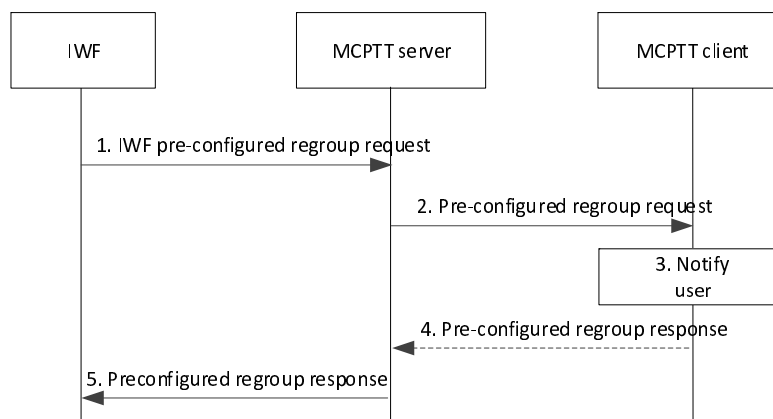 IWF
MCPTT server
MCPTT client
1. IWF pre-configured regroup request
2. Pre-configured regroup request
3. Notify
user
4. Pre-configured regroup response
5. Preconfigured regroup response